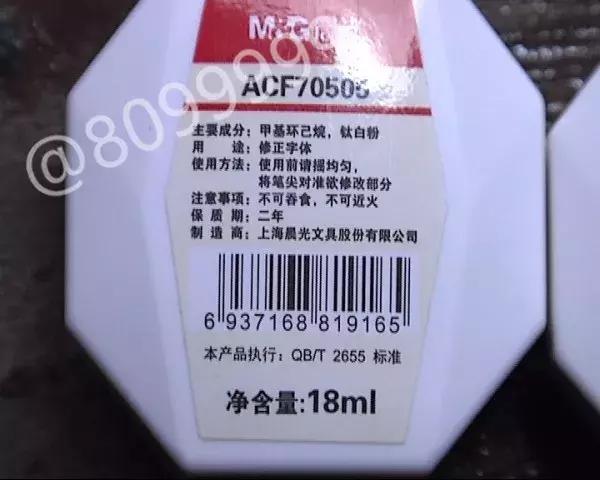 M&G
ACF70505
主要成分：甲基环己烷，钛白粉
用　　途：修正字体
使用方法：使用前请摇均匀，
将笔尖对准欲修改部分
注意事项：不可吞食，不可近火
保 质 期：二年
制 造 商：上海晨光文具股份有限公司
6 937168 819165
本产品执行：QB/T 2655 标准
净含量:18ml